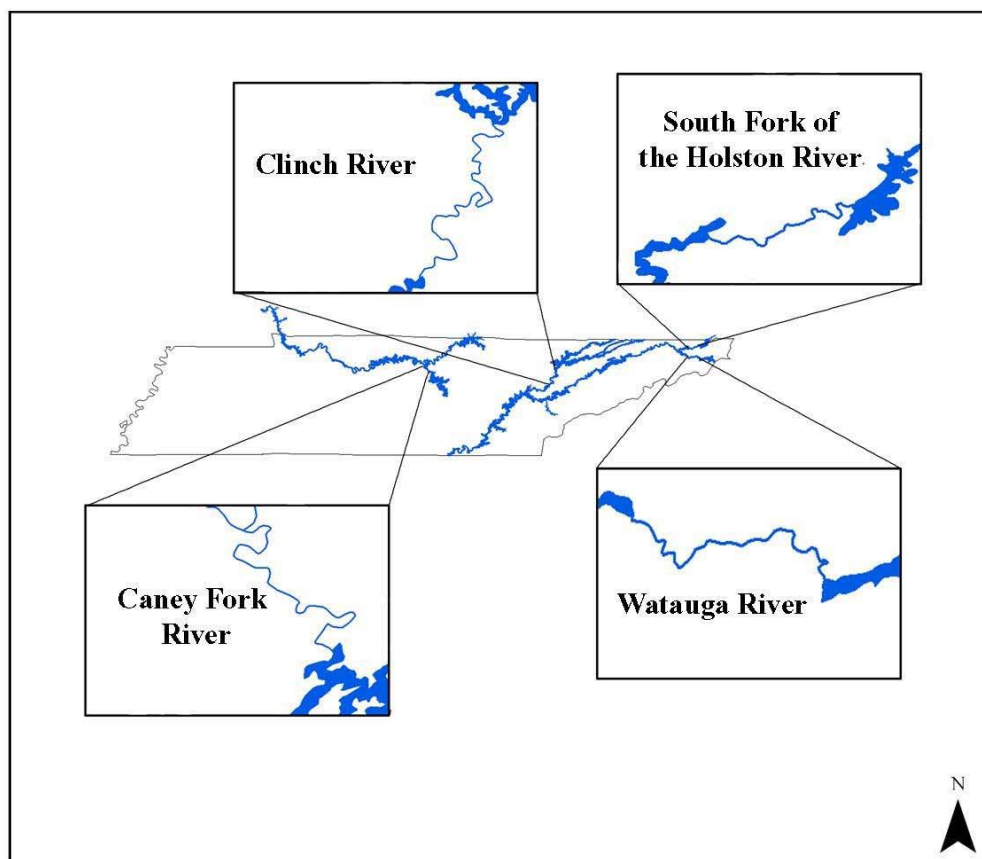 Clinch River
South Fork of
the Holston River
Caney Fork
River
Watauga River
N